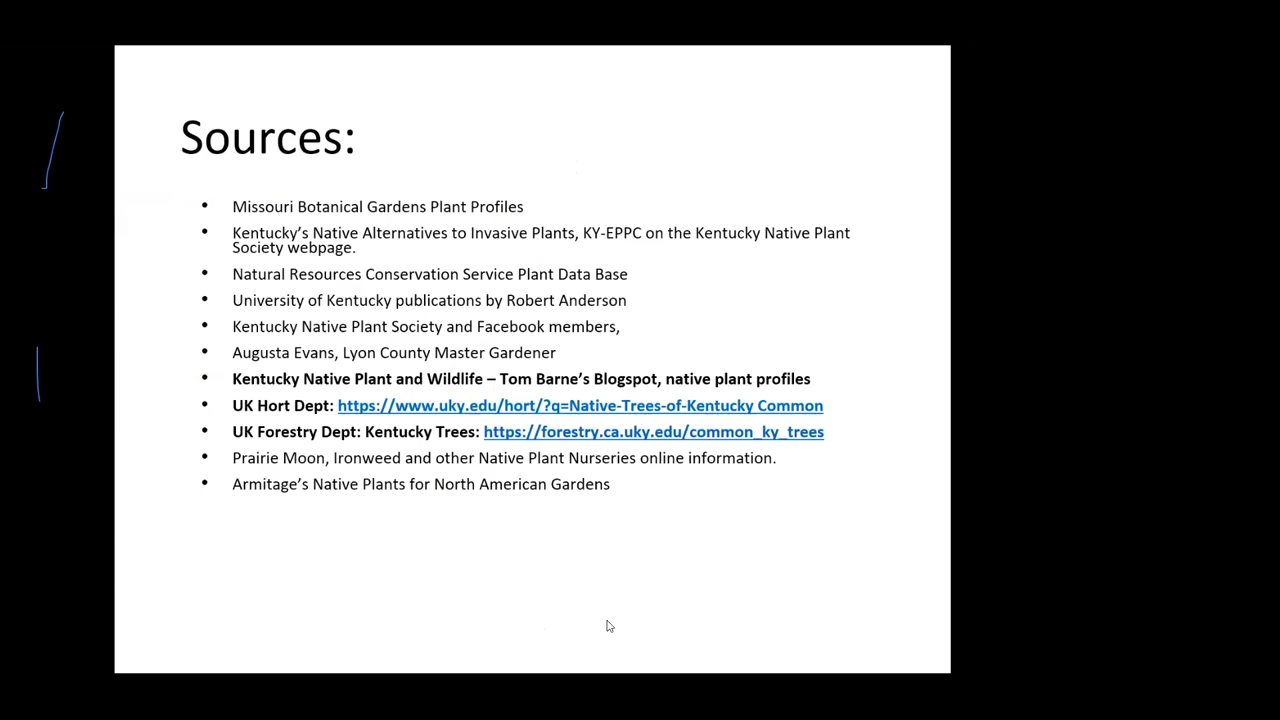 Sources:
• Missouri Botanical Gardens Plant Profiles
• Kentucky’s Native Alternatives to Invasive Plants, KY-EPPC on the Kentucky Native Plant
Society webpage.
• Natural Resources Conservation Service Plant Data Base
• University of Kentucky publications by Robert Anderson
• Kentucky Native Plant Society and Facebook members,
• Augusta Evans, Lyon County Master Gardener
• Kentucky Native Plant and Wildlife – Tom Barne’s Blogspot, native plant profiles
• UK Hort Dept: https://www.uky.edu/hort/?q=Native-Trees-of-Kentucky Common
• UK Forestry Dept: Kentucky Trees: https://forestry.ca.uky.edu/common_ky_trees
• Prairie Moon, Ironweed and other Native Plant Nurseries online information.
• Armitage’s Native Plants for North American Gardens